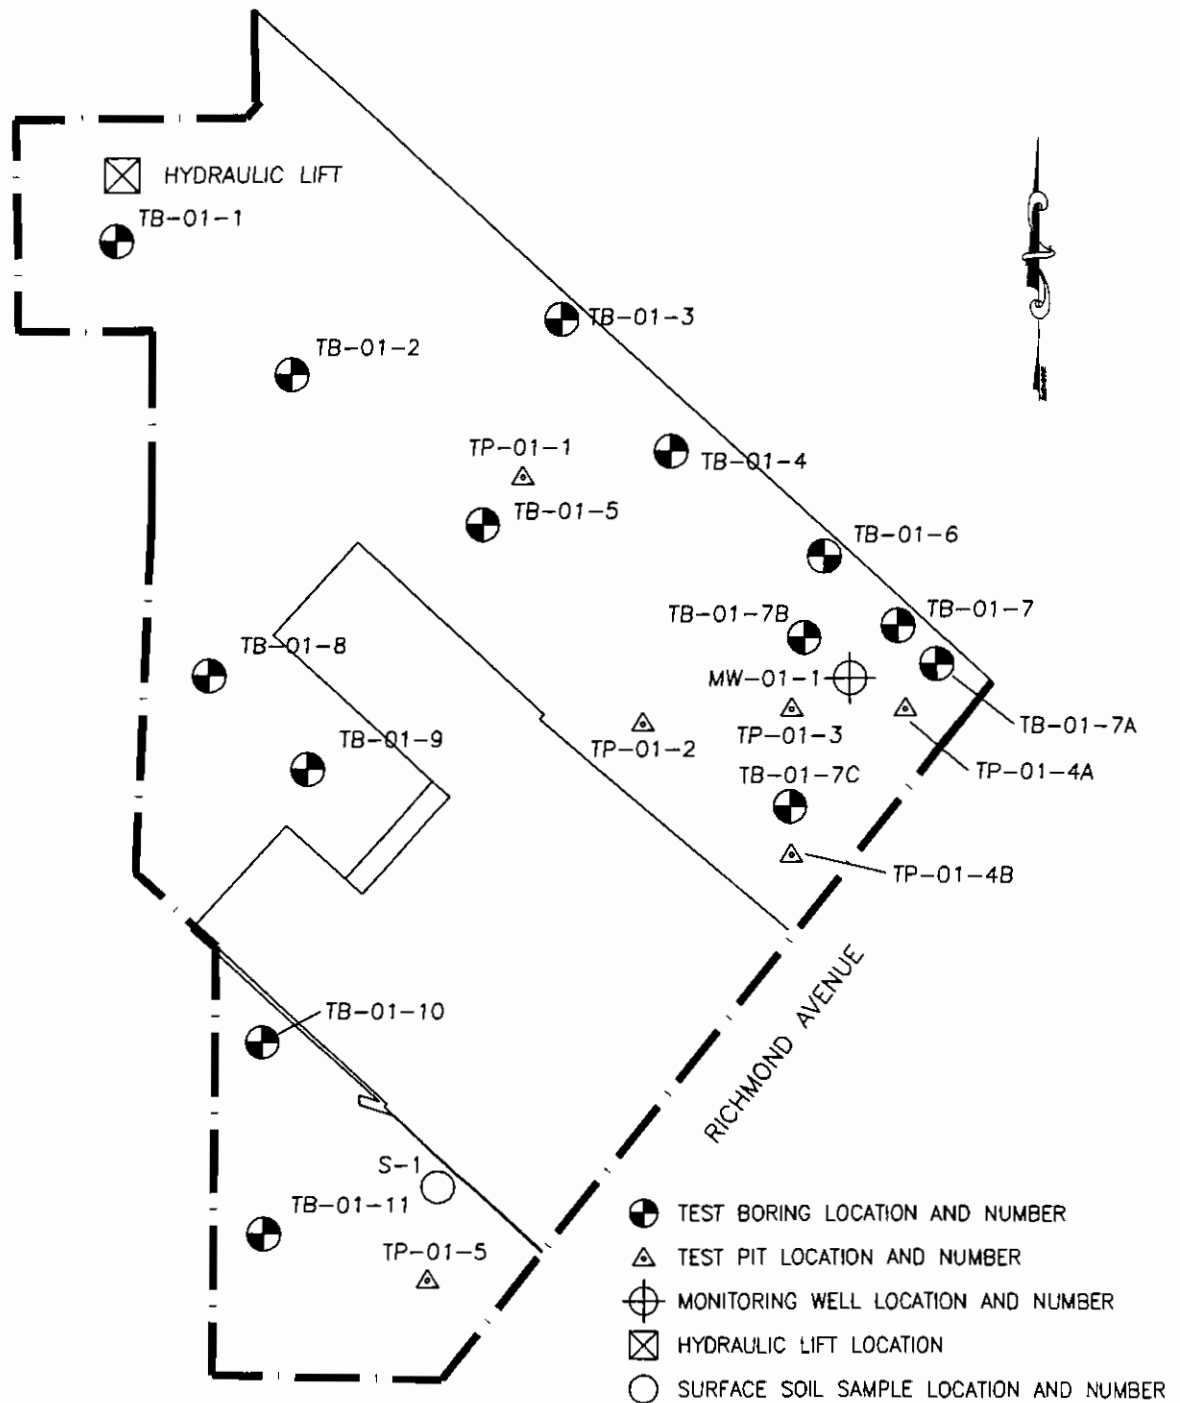 HYDRAULIC LIFT
TB-01-1
TB-01-3
TB-01-2
TP-01-1
TB-01-4
TB-01-5
TB-01-6
TB-01-7B
TB-01-7
TB-01-8
MW-01-1
TB-01-7A
TB-01-9
TP-01-2
TP-01-3
TP-01-4A
TB-01-7C
TP-01-4B
RICHMOND AVENUE
TB-01-10
S-1
TB-01-11
TP-01-5
TEST BORING LOCATION AND NUMBER
TEST PIT LOCATION AND NUMBER
MONITORING WELL LOCATION AND NUMBER
HYDRAULIC LIFT LOCATION
SURFACE SOIL SAMPLE LOCATION AND NUMBER